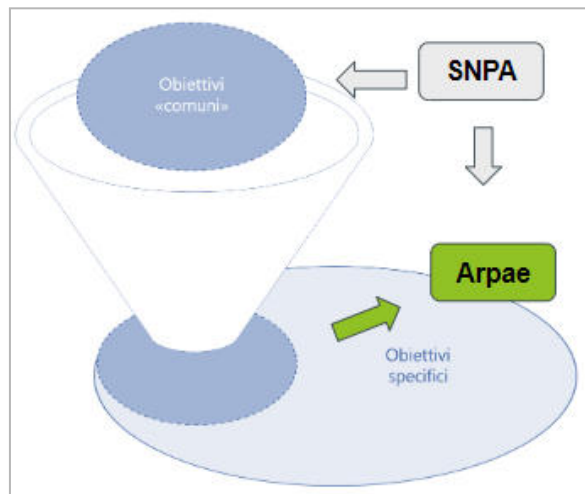 Obiettivi
«comuni»
SNPA
Arpae
Obiettivi
specifici